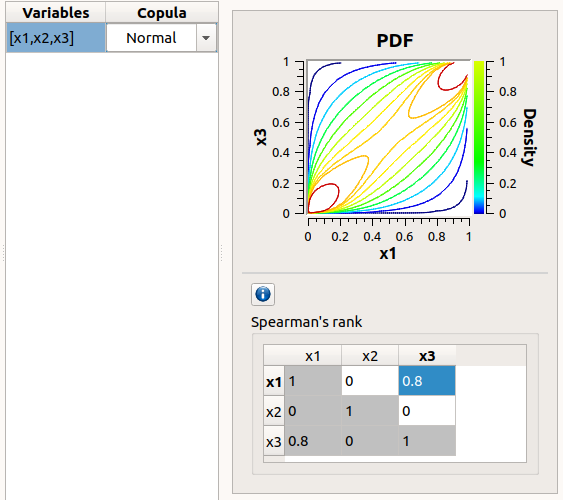 Variables Copula
[x1,x2,x3] Normal
PDF
1
0.8
0.6
0.4
0.2
0
x3
0 0.2 0.4 0.6 0.8 1
x1
1
0.8
0.6
0.4
0.2
0
Density
Spearman's rank
x1 x2 x3
x1 1 0 0.8
x2 0 1 0
x3 0.8 0 1